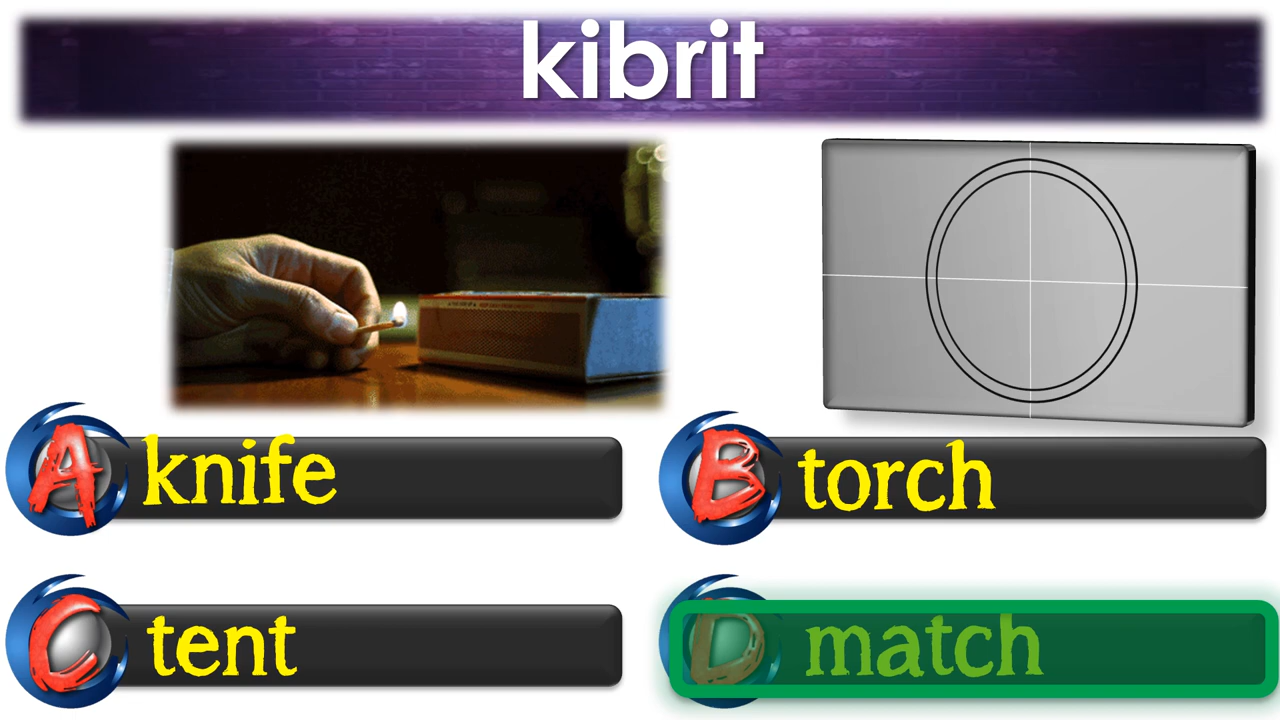 kibrit
A knife
B torch
C tent
D match